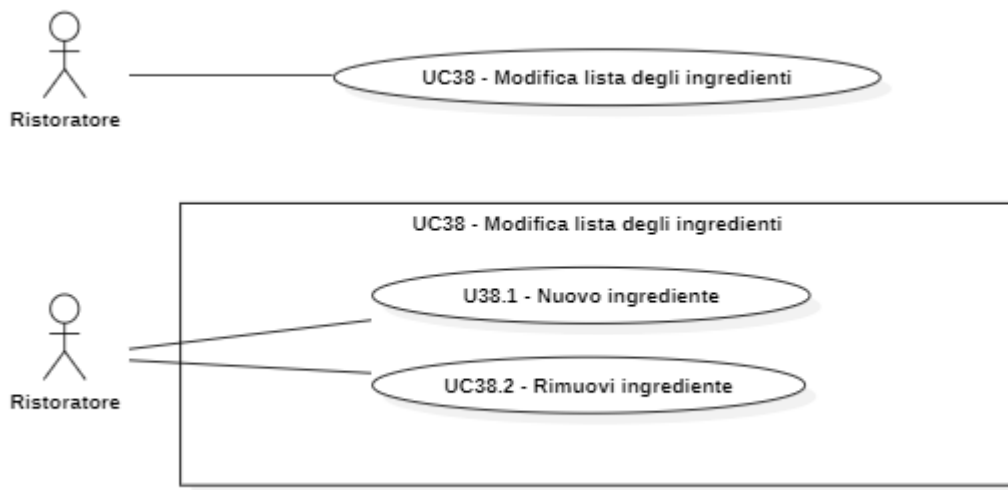 UC38 - Modifica lista degli ingredienti
Ristoratore
UC38 - Modifica lista degli ingredienti
U38.1 - Nuovo ingrediente
UC38.2 - Rimuovi ingrediente
Ristoratore